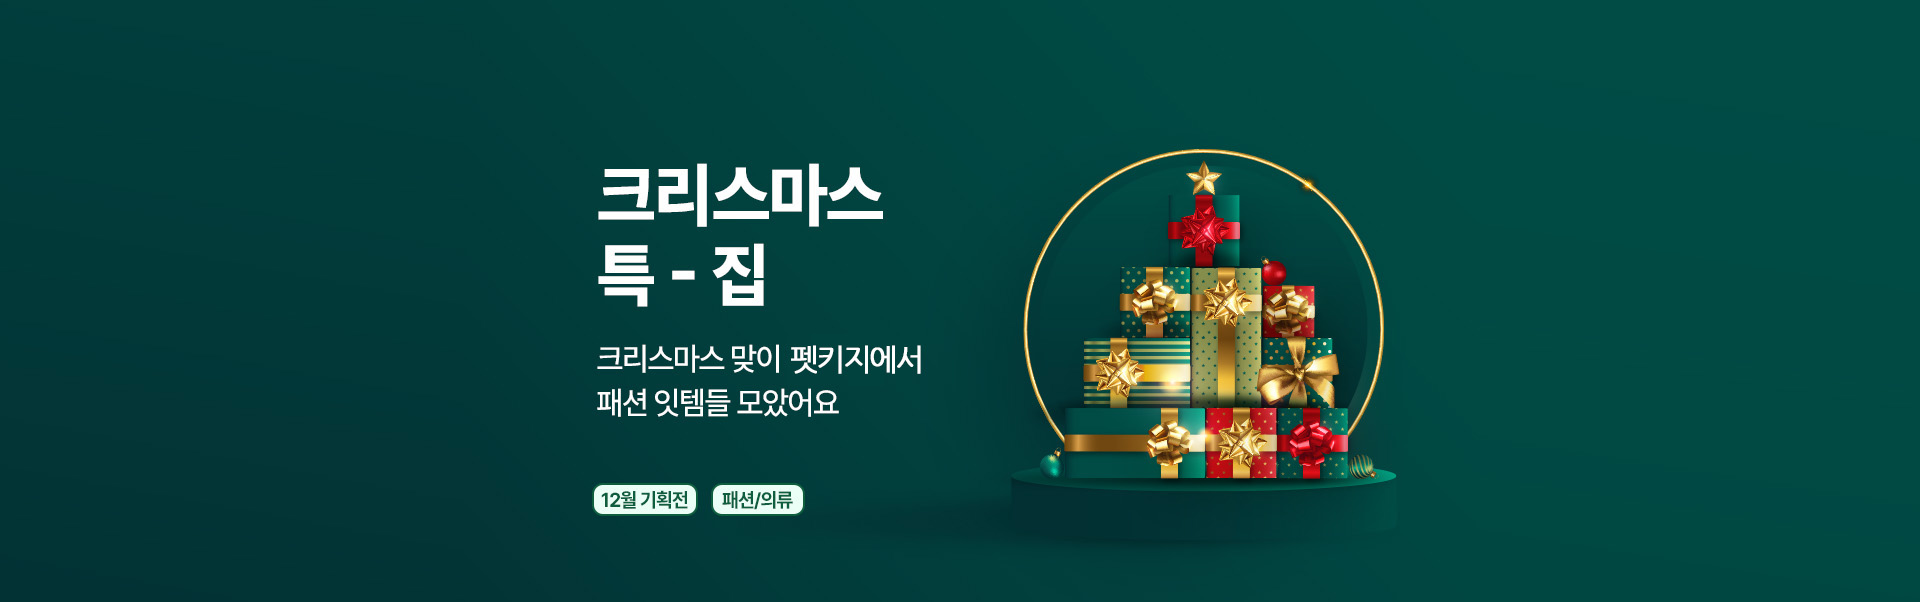 크리스마스
특 - 집
크리스마스 맞이 펫키지에서
패션 잇템들 모았어요
12월 기획전
패션/의류